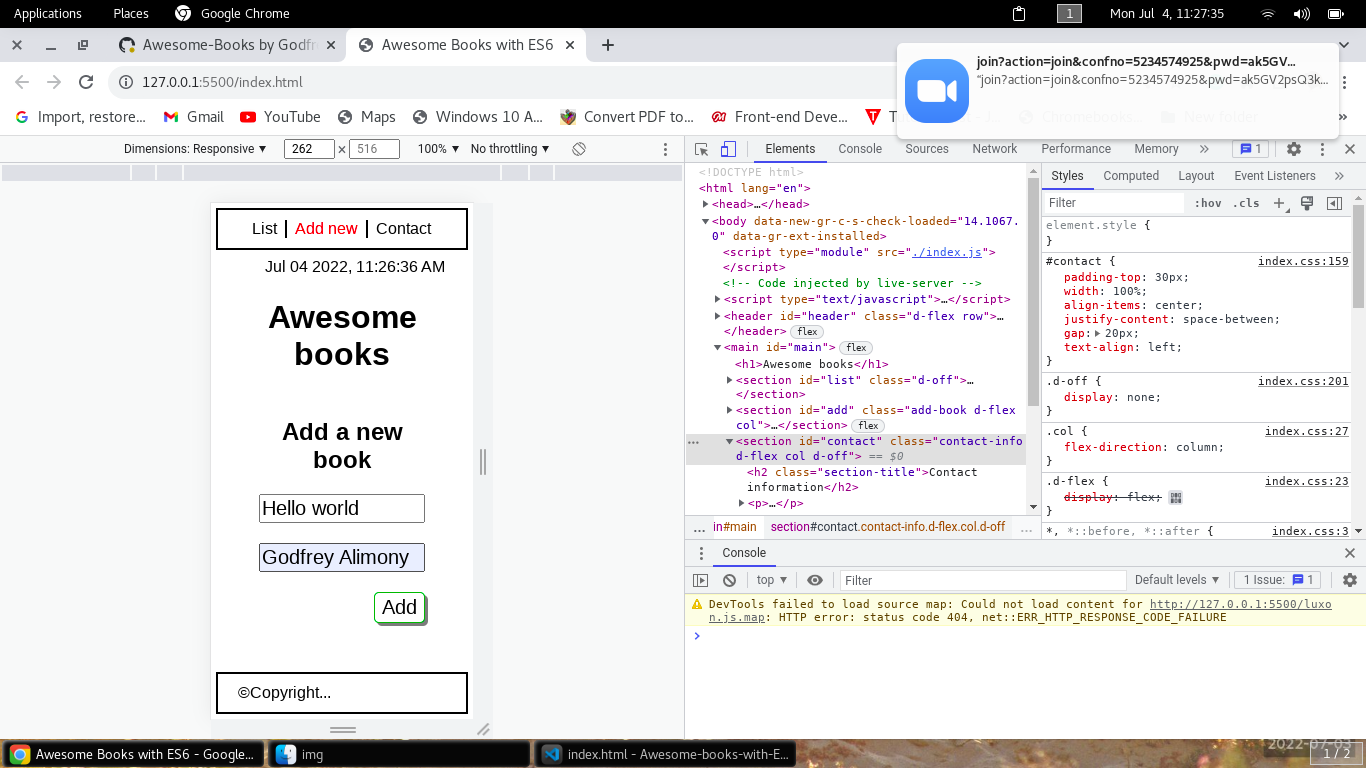 Applications Places Google Chrome 1 Mon Jul 4, 11:27:35
Awesome-Books by Godfr
Awesome Books with ES6
join?action=join&confno=5234574925&pwd=ak5GV...
"join?action=join&confno=5234574925&pwd=ak5GV2psQ3k...
127.0.0.1:5500/index.html
Import, restore... Gmail YouTube Maps Windows 10 A... Convert PDF to... Front-end Deve... Chromebooks... New folder »
Dimensions: Responsive ▼ 262 × 516 100% ▼ No throttling ▼
List | Add new | Contact
Jul 04 2022, 11:26:36 AM
Awesome
books
Add a new
book
Hello world
Godfrey Alimony
Add
©Copyright...
Elements Console Sources Network Performance Memory » 1
<!DOCTYPE html>
<html lang="en">
<head>…</head>
<body data-new-gr-c-s-check-loaded="14.1067.
0" data-gr-ext-installed>
<script type="module" src="./index.js">
</script>
<!-- Code injected by live-server -->
<script type="text/javascript">…</script>
<header id="header" class="d-flex row">…
</header> flex
<main id="main"> flex
<h1>Awesome books</h1>
<section id="list" class="d-off">…
</section>
<section id="add" class="add-book d-flex
col">…</section> flex
… <section id="contact" class="contact-info
d-flex col d-off"> == $0
<h2 class="section-title">Contact
information</h2>
<p>…</p>
... in#main section#contact.contact-info.d-flex.col.d-off ...
Styles Computed Layout Event Listeners »
Filter :hov .cls +
element.style {
}
#contact { index.css:159
padding-top: 30px;
width: 100%;
align-items: center;
justify-content: space-between;
gap: 20px;
text-align: left;
}
.d-off { index.css:201
display: none;
}
.col { index.css:27
flex-direction: column;
}
.d-flex { index.css:23
display: flex;
}
*, *::before, *::after { index.css:3
Console
top ▼ Filter Default levels ▼ 1 Issue: 1
DevTools failed to load source map: Could not load content for http://127.0.0.1:5500/luxo
n.js.map: HTTP error: status code 404, net::ERR_HTTP_RESPONSE_CODE_FAILURE
2022-07-03
Awesome Books with ES6 - Google... img index.html - Awesome-books-with-E... 1 / 2